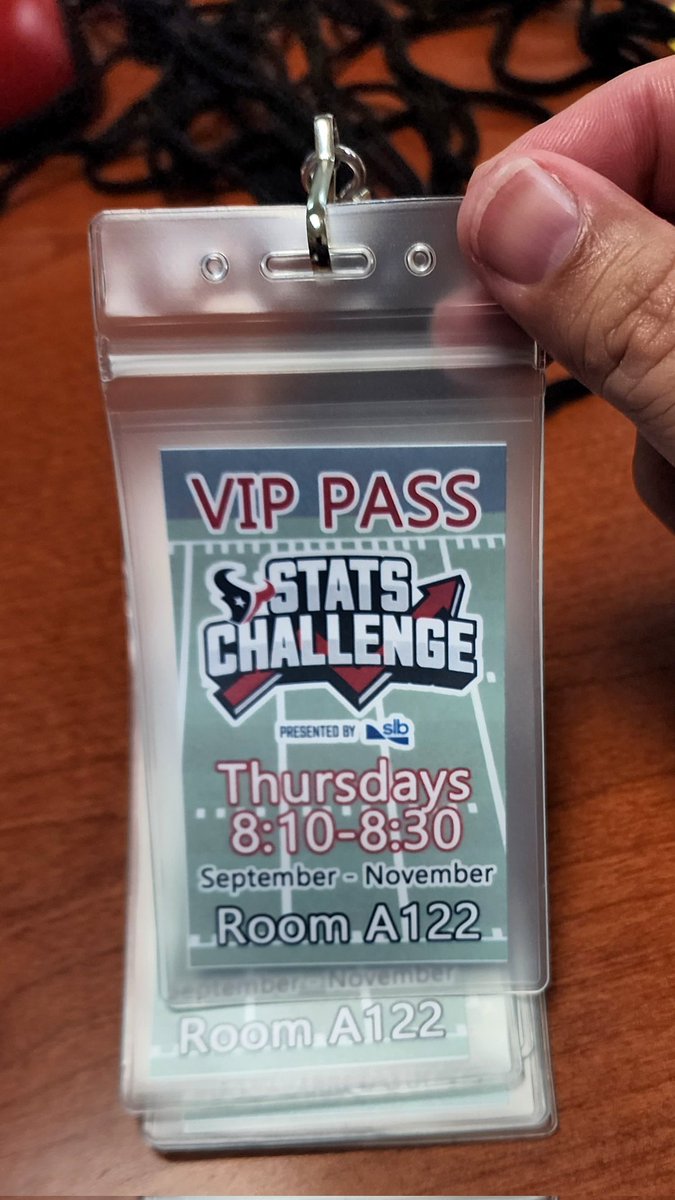 VIP PASS
STATS
CHALLENGE
PRESENTED BY slb
Thursdays
8:10-8:30
September - November
Room A122
September - November
Room A122